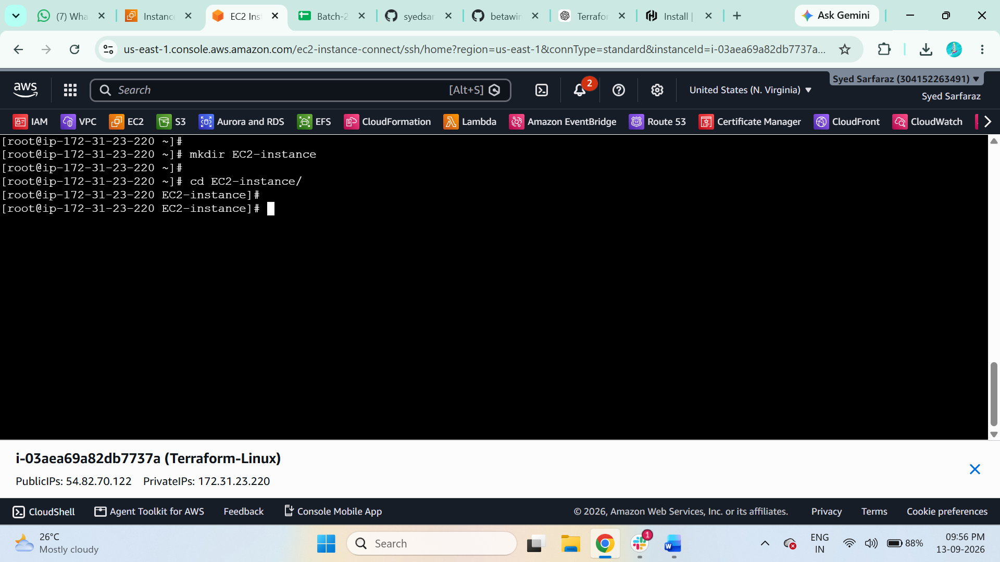 (7) Wha
Instanc
EC2 Ins
Batch-2
syedsar
betawin
Terrafor
Install |
Ask Gemini
us-east-1.console.aws.amazon.com/ec2-instance-connect/ssh/home?region=us-east-1&connType=standard&instanceId=i-03aea69a82db7737a...
aws
Search
[Alt+S]
2
United States (N. Virginia) ▼
Syed Sarfaraz (304152263491) ▼
Syed Sarfaraz
IAM
VPC
EC2
S3
Aurora and RDS
EFS
CloudFormation
Lambda
Amazon EventBridge
Route 53
Certificate Manager
CloudFront
CloudWatch
[root@ip-172-31-23-220 ~]#
[root@ip-172-31-23-220 ~]# mkdir EC2-instance
[root@ip-172-31-23-220 ~]#
[root@ip-172-31-23-220 ~]# cd EC2-instance/
[root@ip-172-31-23-220 EC2-instance]#
[root@ip-172-31-23-220 EC2-instance]#
i-03aea69a82db7737a (Terraform-Linux)
PublicIPs: 54.82.70.122 PrivateIPs: 172.31.23.220
CloudShell
Agent Toolkit for AWS
Feedback
Console Mobile App
© 2026, Amazon Web Services, Inc. or its affiliates.
Privacy
Terms
Cookie preferences
26°C
Mostly cloudy
Search
1
ENG
IN
88%
09:56 PM
13-09-2026